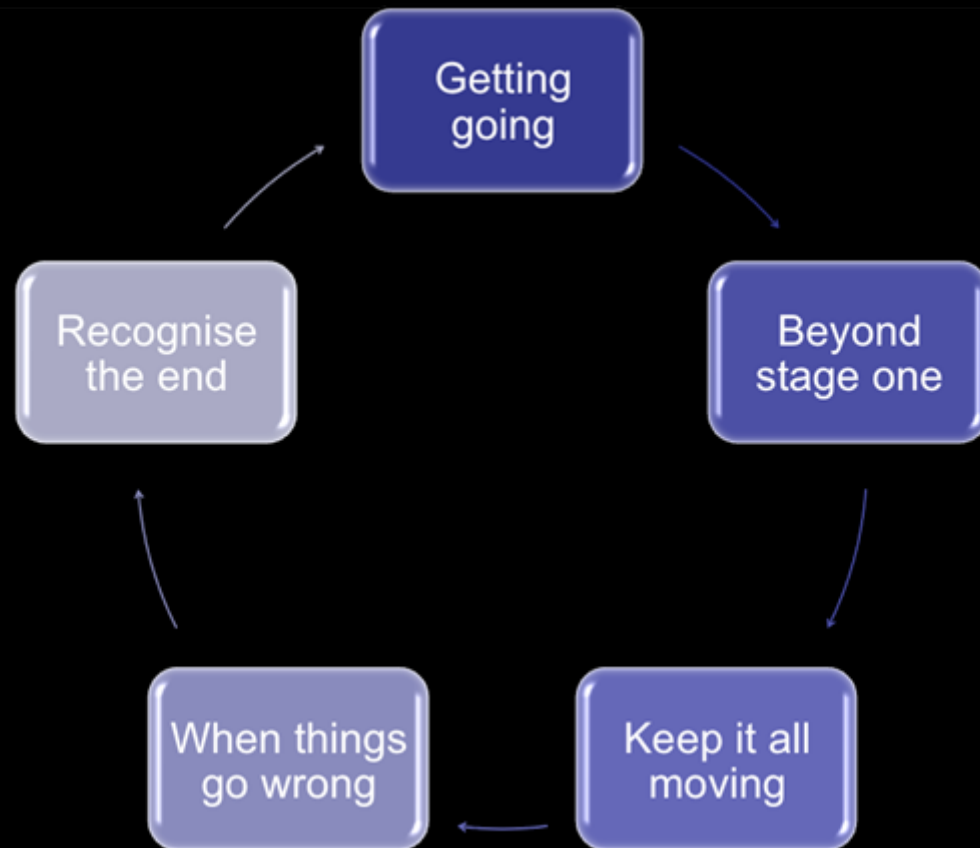 Getting
going
Beyond
stage one
Keep it all
moving
When things
go wrong
Recognise
the end